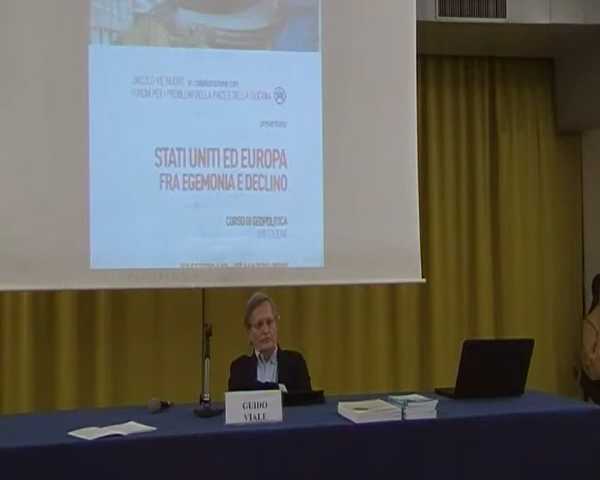 CIRCOLO VIE NUOVE in collaborazione con
FORUM PER I PROBLEMI DELLA PACE E DELLA GUERRA
presentano
STATI UNITI ED EUROPA
FRA EGEMONIA E DECLINO
CORSO DI GEOPOLITICA
EDIZIONE
GUIDO
VIALE